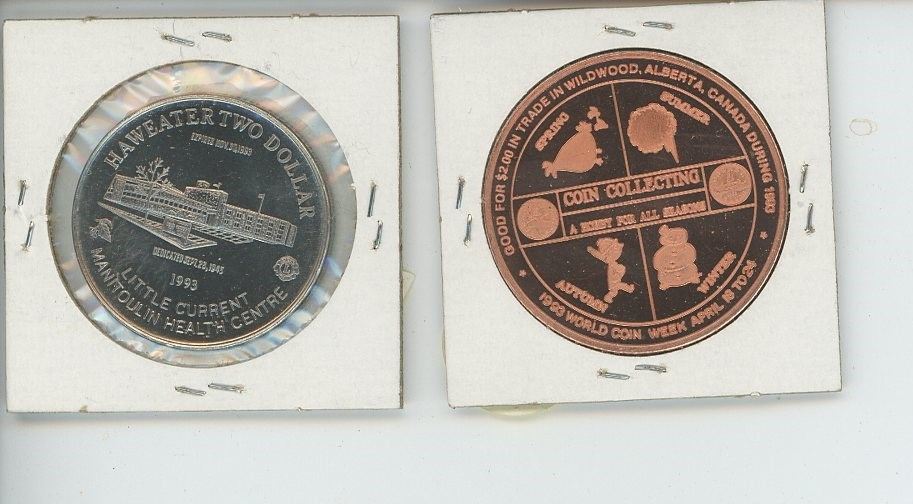 HAWEATER TWO DOLLAR
EXPIRED NOV.30,1993
DEDICATED SEPT.28,1945
1993
LITTLE CURRENT
MANITOULIN HEALTH CENTRE
GOOD FOR $2.00 IN TRADE IN WILDWOOD, ALBERTA, CANADA DURING 1993
SPRING
SUMMER
COIN COLLECTING
A HOBBY FOR ALL SEASONS
AUTUMN
WINTER
1993 WORLD COIN WEEK APRIL 18 TO 24